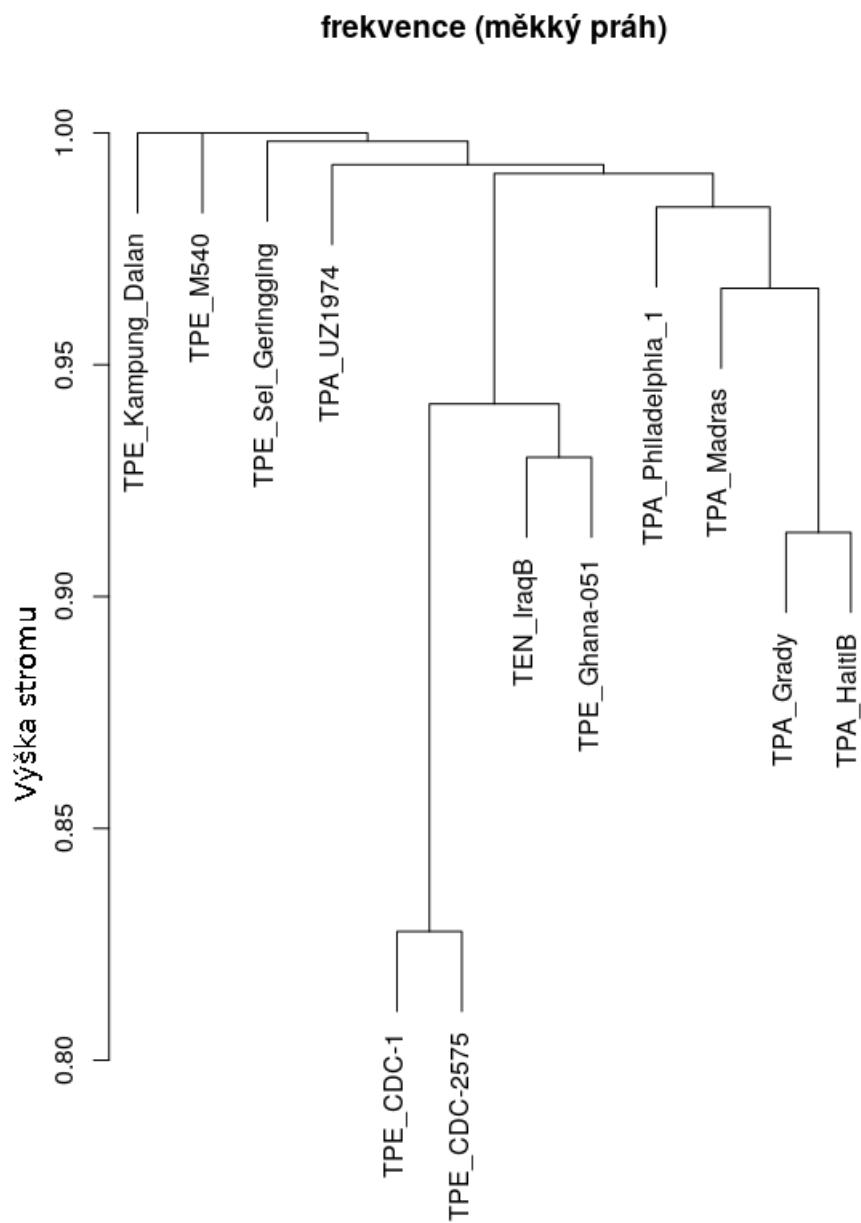 frekvence (měkký práh)
Výška stromu
1.00
0.95
0.90
0.85
0.80
TPE_Kampung_Dalan
TPE_M540
TPE_Sei_Geringging
TPA_UZ1974
TPE_CDC-1
TPE_CDC-2575
TEN_IraqB
TPE_Ghana-051
TPA_Philadelphia_1
TPA_Madras
TPA_Grady
TPA_HaitiB